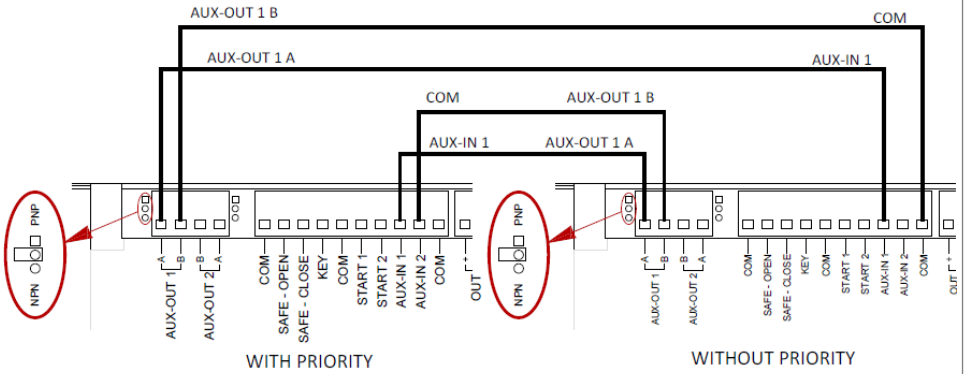 AUX-OUT 1 B
COM
AUX-OUT 1 A
AUX-IN 1
COM
AUX-OUT 1 B
AUX-IN 1
AUX-OUT 1 A
PNP
NPN
A
B
B
A
AUX-OUT 1
AUX-OUT 2
COM
SAFE - OPEN
SAFE - CLOSE
KEY
COM
START 1
START 2
AUX-IN 1
AUX-IN 2
COM
+
OUT
PNP
NPN
A
B
B
A
AUX-OUT 1
AUX-OUT 2
COM
SAFE - OPEN
SAFE - CLOSE
KEY
COM
START 1
START 2
AUX-IN 1
AUX-IN 2
COM
+
OUT
WITH PRIORITY
WITHOUT PRIORITY